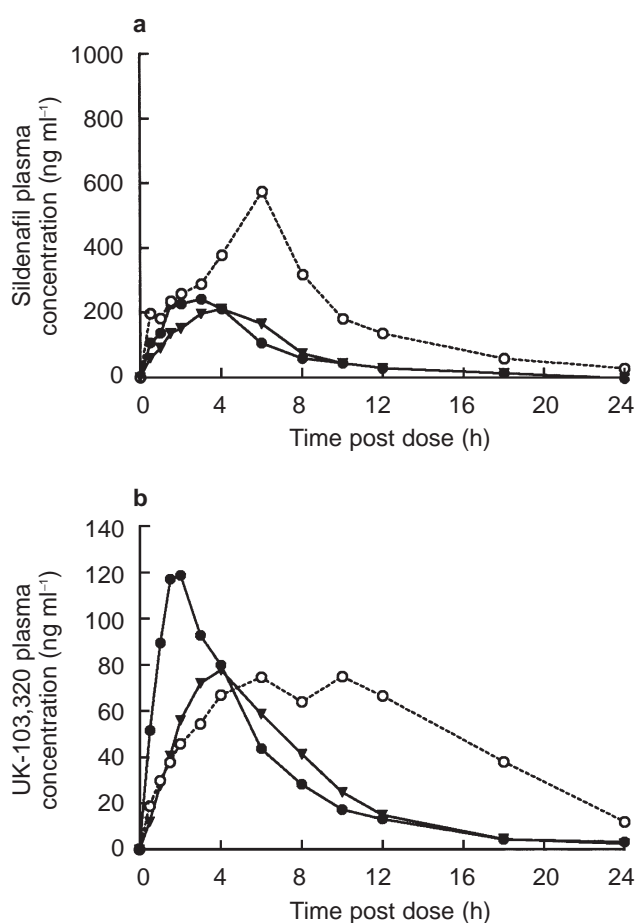 a
1000
800
600
400
200
0
Sildenafil plasma
concentration (ng ml⁻¹)
0 4 8 12 16 20 24
Time post dose (h)
b
140
120
100
80
60
40
20
0
UK-103,320 plasma
concentration (ng ml⁻¹)
0 4 8 12 16 20 24
Time post dose (h)